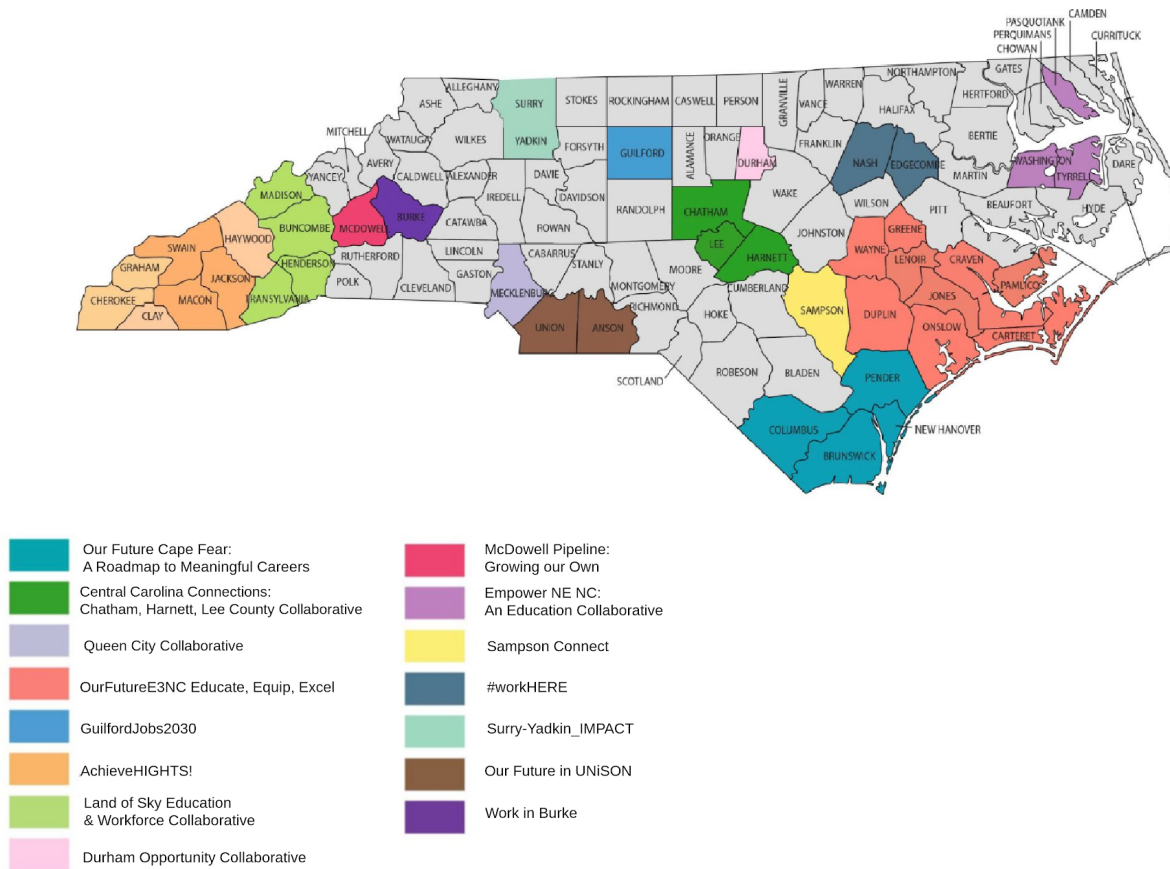 CAMDEN
PASQUOTANK
PERQUIMANS
CURRITUCK
CHOWAN
GATES
NORTHAMPTON
ALLEGHANY
WARREN
HERTFORD
ASHE
SURRY
STOKES
ROCKINGHAM
CASWELL
PERSON
GRANVILLE
VANCE
HALIFAX
MITCHELL
WATAUGA
WILKES
YADKIN
FORSYTH
GUILFORD
ALAMANCE
ORANGE
DURHAM
FRANKLIN
NASH
EDGECOMBE
BERTIE
MARTIN
WASHINGTON
TYRRELL
DARE
AVERY
YANCEY
CALDWELL
ALEXANDER
DAVIE
IREDELL
DAVIDSON
RANDOLPH
CHATHAM
WAKE
WILSON
PITT
BEAUFORT
HYDE
MADISON
BUNCOMBE
MCDOWELL
BURKE
CATAWBA
ROWAN
LEE
HARNETT
JOHNSTON
GREENE
WAYNE
LENOIR
CRAVEN
PAMLICO
SWAIN
HAYWOOD
HENDERSON
RUTHERFORD
LINCOLN
CABARRUS
STANLY
MOORE
GRAHAM
JACKSON
TRANSYLVANIA
POLK
CLEVELAND
GASTON
MECKLENBURG
MONTGOMERY
RICHMOND
CUMBERLAND
SAMPSON
JONES
CHEROKEE
MACON
CLAY
UNION
ANSON
HOKE
DUPLIN
ONSLOW
CARTERET
SCOTLAND
ROBESON
BLADEN
PENDER
COLUMBUS
BRUNSWICK
NEW HANOVER
Our Future Cape Fear:
A Roadmap to Meaningful Careers
Central Carolina Connections:
Chatham, Harnett, Lee County Collaborative
Queen City Collaborative
OurFutureE3NC Educate, Equip, Excel
GuilfordJobs2030
AchieveHIGHTS!
Land of Sky Education
& Workforce Collaborative
Durham Opportunity Collaborative
McDowell Pipeline:
Growing our Own
Empower NE NC:
An Education Collaborative
Sampson Connect
#workHERE
Surry-Yadkin_IMPACT
Our Future in UNiSON
Work in Burke